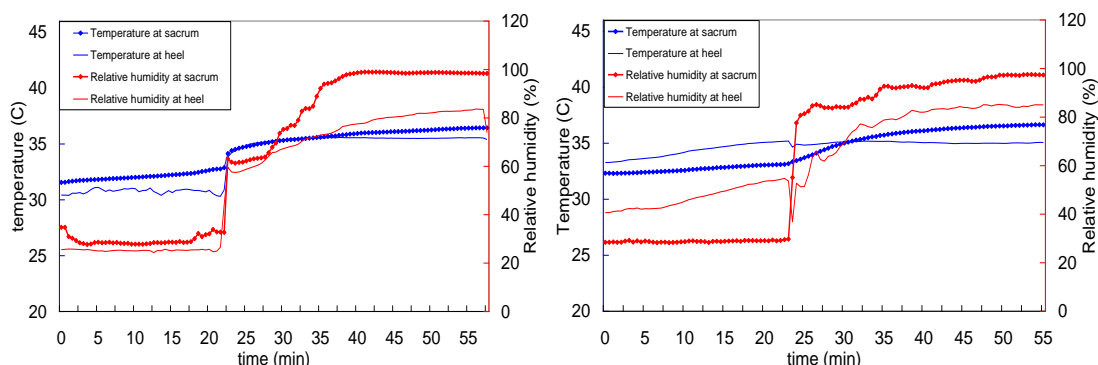 45
40
35
30
25
20
temperature (C)
Temperature at sacrum
Temperature at heel
Relative humidity at sacrum
Relative humidity at heel
120
100
80
60
40
20
0
Relative humidity (%)
0 5 10 15 20 25 30 35 40 45 50 55
time (min)
45
40
35
30
25
20
Temperature (C)
Temperature at sacrum
Temperature at heel
Relative humidity at sacrum
Relative humidity at heel
120
100
80
60
40
20
0
Relative humidity (%)
0 5 10 15 20 25 30 35 40 45 50 55
time (min)